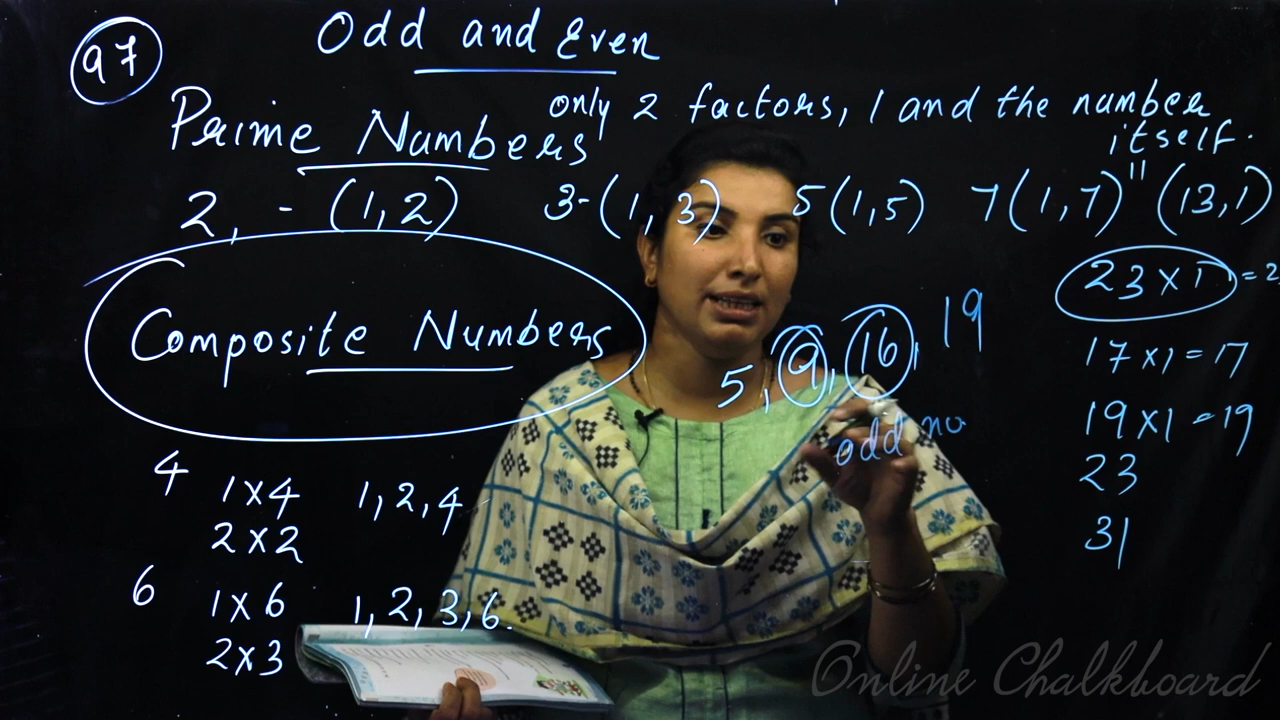 97
Odd and Even
Prime Numbers
only 2 factors, 1 and the number
itself.
2, - (1,2) 3-(1,3) 5(1,5) 7(1,7) " (13,1)
Composite Numbers
5, 9, 16, 19
odd no
23x1 = 2
17x1 = 17
19x1 = 19
23
31
4 1x4 1,2,4
2x2
6 1x6 1,2,3,6.
2x3
Online Chalkboard